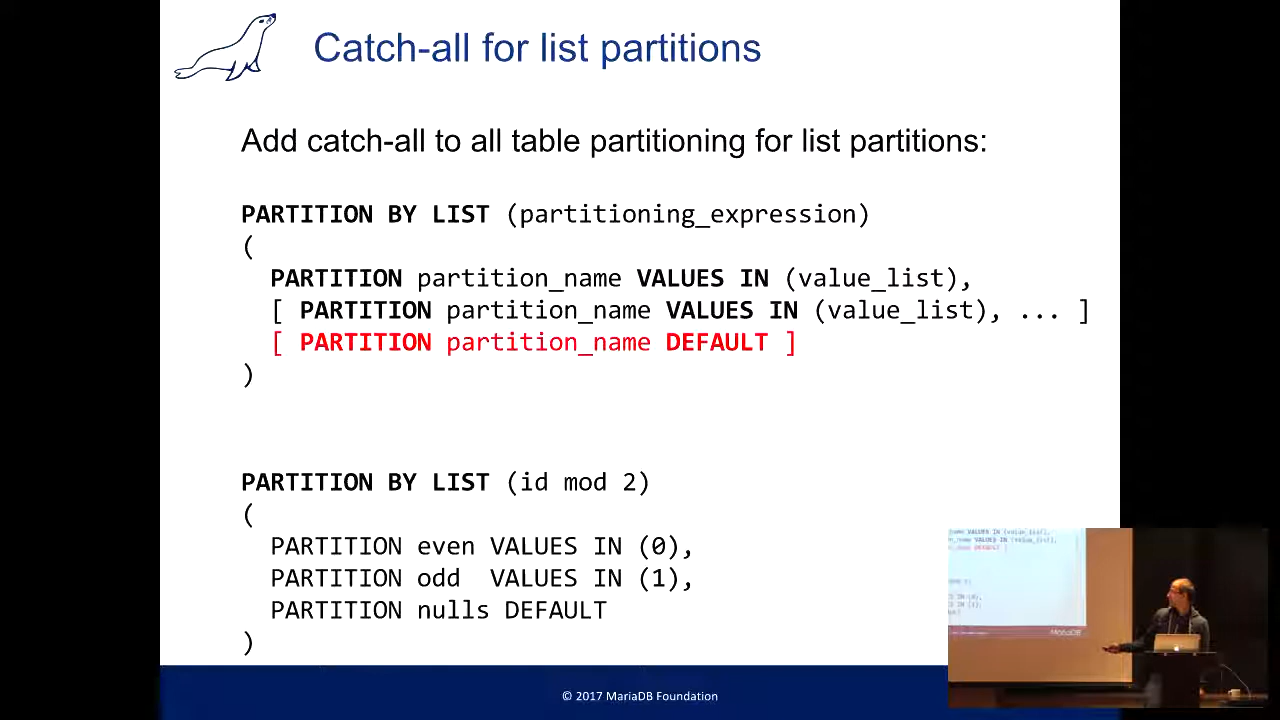 Catch-all for list partitions
Add catch-all to all table partitioning for list partitions:
PARTITION BY LIST (partitioning_expression)
(
PARTITION partition_name VALUES IN (value_list),
[ PARTITION partition_name VALUES IN (value_list), ... ]
[ PARTITION partition_name DEFAULT ]
)
PARTITION BY LIST (id mod 2)
(
PARTITION even VALUES IN (0),
PARTITION odd  VALUES IN (1),
PARTITION nulls DEFAULT
)
© 2017 MariaDB Foundation